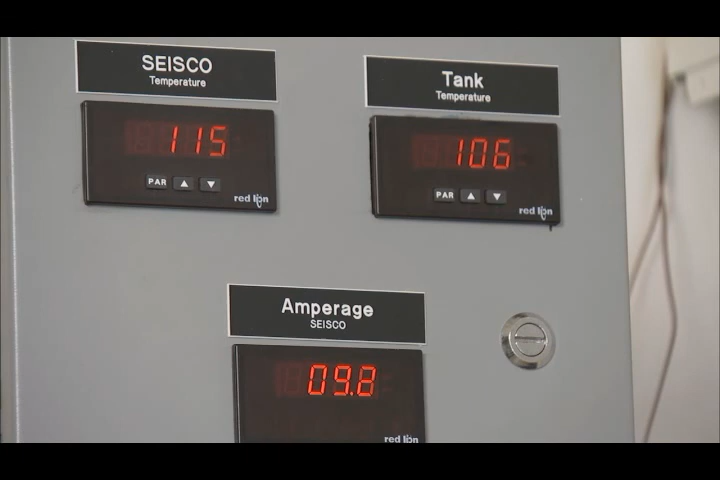 SEISCO
Temperature
115
PAR
red lion
Tank
Temperature
106
PAR
red lion
Amperage
SEISCO
09.8
red lion